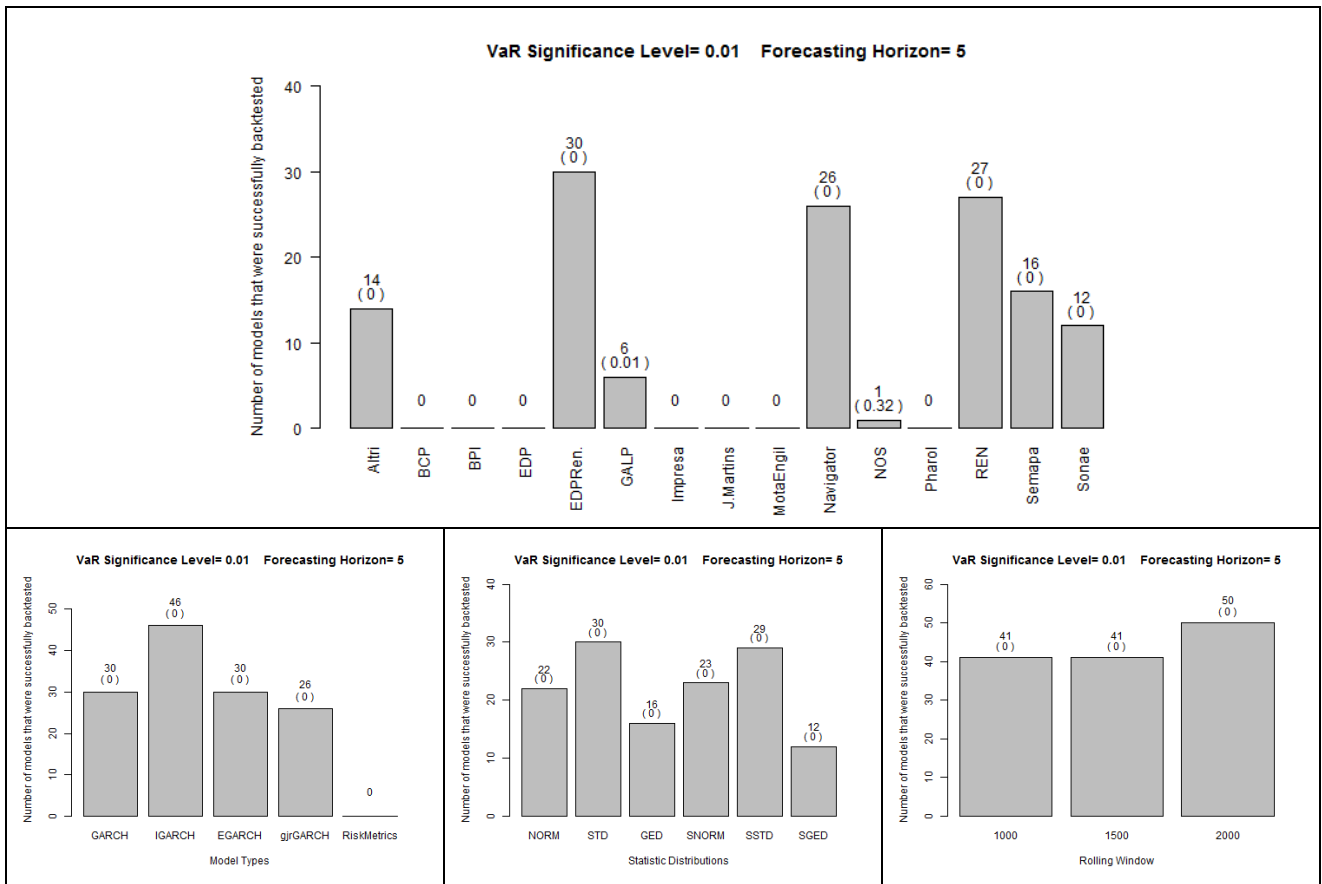 VaR Significance Level= 0.01    Forecasting Horizon= 5
Number of models that were successfully backtested
40
30
20
10
0
14
( 0 )
0
0
0
30
( 0 )
6
( 0.01 )
0
0
0
26
( 0 )
1
( 0.32 )
0
27
( 0 )
16
( 0 )
12
( 0 )
Altri
BCP
BPI
EDP
EDPRen.
GALP
Impresa
J.Martins
MotaEngil
Navigator
NOS
Pharol
REN
Semapa
Sonae
VaR Significance Level= 0.01    Forecasting Horizon= 5
Number of models that were successfully backtested
50
40
30
20
10
0
30
( 0 )
46
( 0 )
30
( 0 )
26
( 0 )
0
GARCH
IGARCH
EGARCH
gjrGARCH
RiskMetrics
Model Types
VaR Significance Level= 0.01    Forecasting Horizon= 5
Number of models that were successfully backtested
40
30
20
10
0
22
( 0 )
30
( 0 )
16
( 0 )
23
( 0 )
29
( 0 )
12
( 0 )
NORM
STD
GED
SNORM
SSTD
SGED
Statistic Distributions
VaR Significance Level= 0.01    Forecasting Horizon= 5
Number of models that were successfully backtested
60
50
40
30
20
10
0
41
( 0 )
41
( 0 )
50
( 0 )
1000
1500
2000
Rolling Window